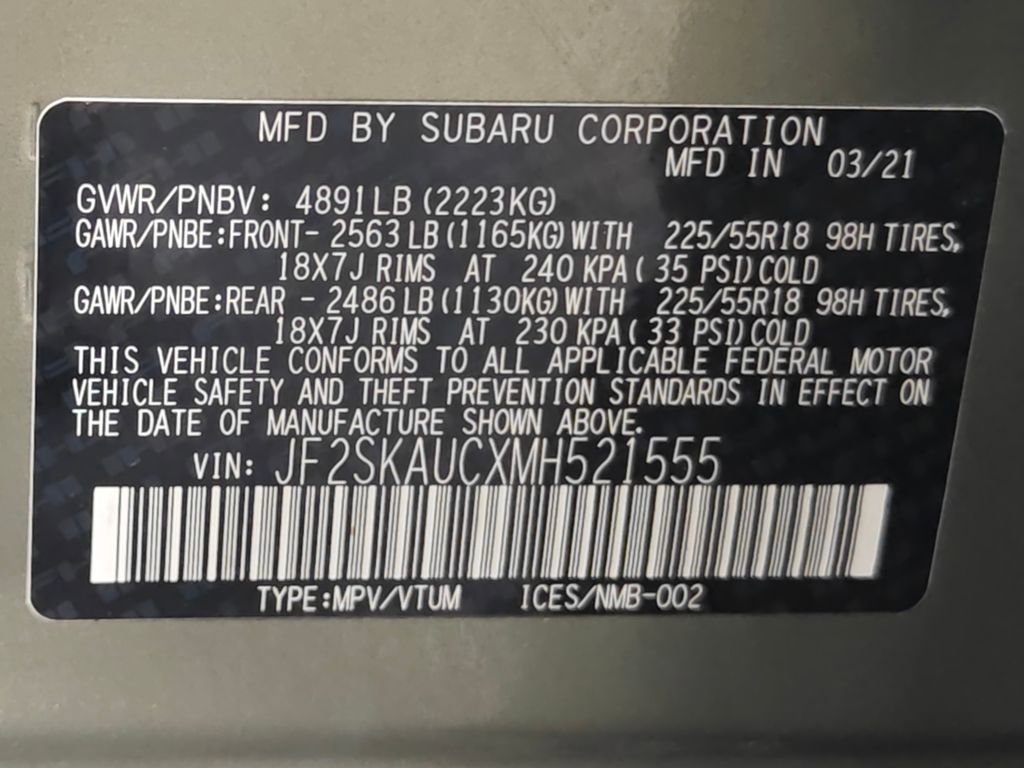 MFD BY SUBARU CORPORATION
MFD IN 03/21
GVWR/PNBV: 4891LB (2223KG)
GAWR/PNBE:FRONT- 2563 LB (1165KG) WITH 225/55R18 98H TIRES,
18X7J RIMS AT 240 KPA ( 35 PSI) COLD
GAWR/PNBE:REAR - 2486 LB (1130KG) WITH 225/55R18 98H TIRES,
18X7J RIMS AT 230 KPA ( 33 PSI) COLD
THIS VEHICLE CONFORMS TO ALL APPLICABLE FEDERAL MOTOR
VEHICLE SAFETY AND THEFT PREVENTION STANDARDS IN EFFECT ON
THE DATE OF MANUFACTURE SHOWN ABOVE.
VIN: JF2SKAUCXMH521555
TYPE:MPV/VTUM ICES/NMB-002